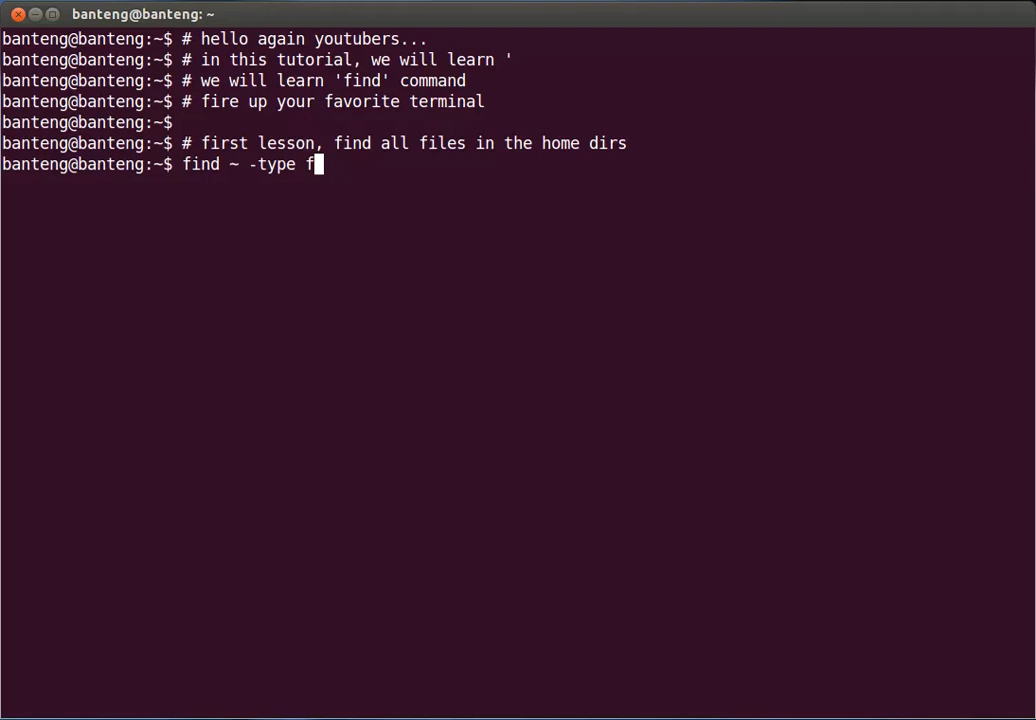 banteng@banteng: ~
banteng@banteng:~$ # hello again youtubers...
banteng@banteng:~$ # in this tutorial, we will learn '
banteng@banteng:~$ # we will learn 'find' command
banteng@banteng:~$ # fire up your favorite terminal
banteng@banteng:~$
banteng@banteng:~$ # first lesson, find all files in the home dirs
banteng@banteng:~$ find ~ -type f